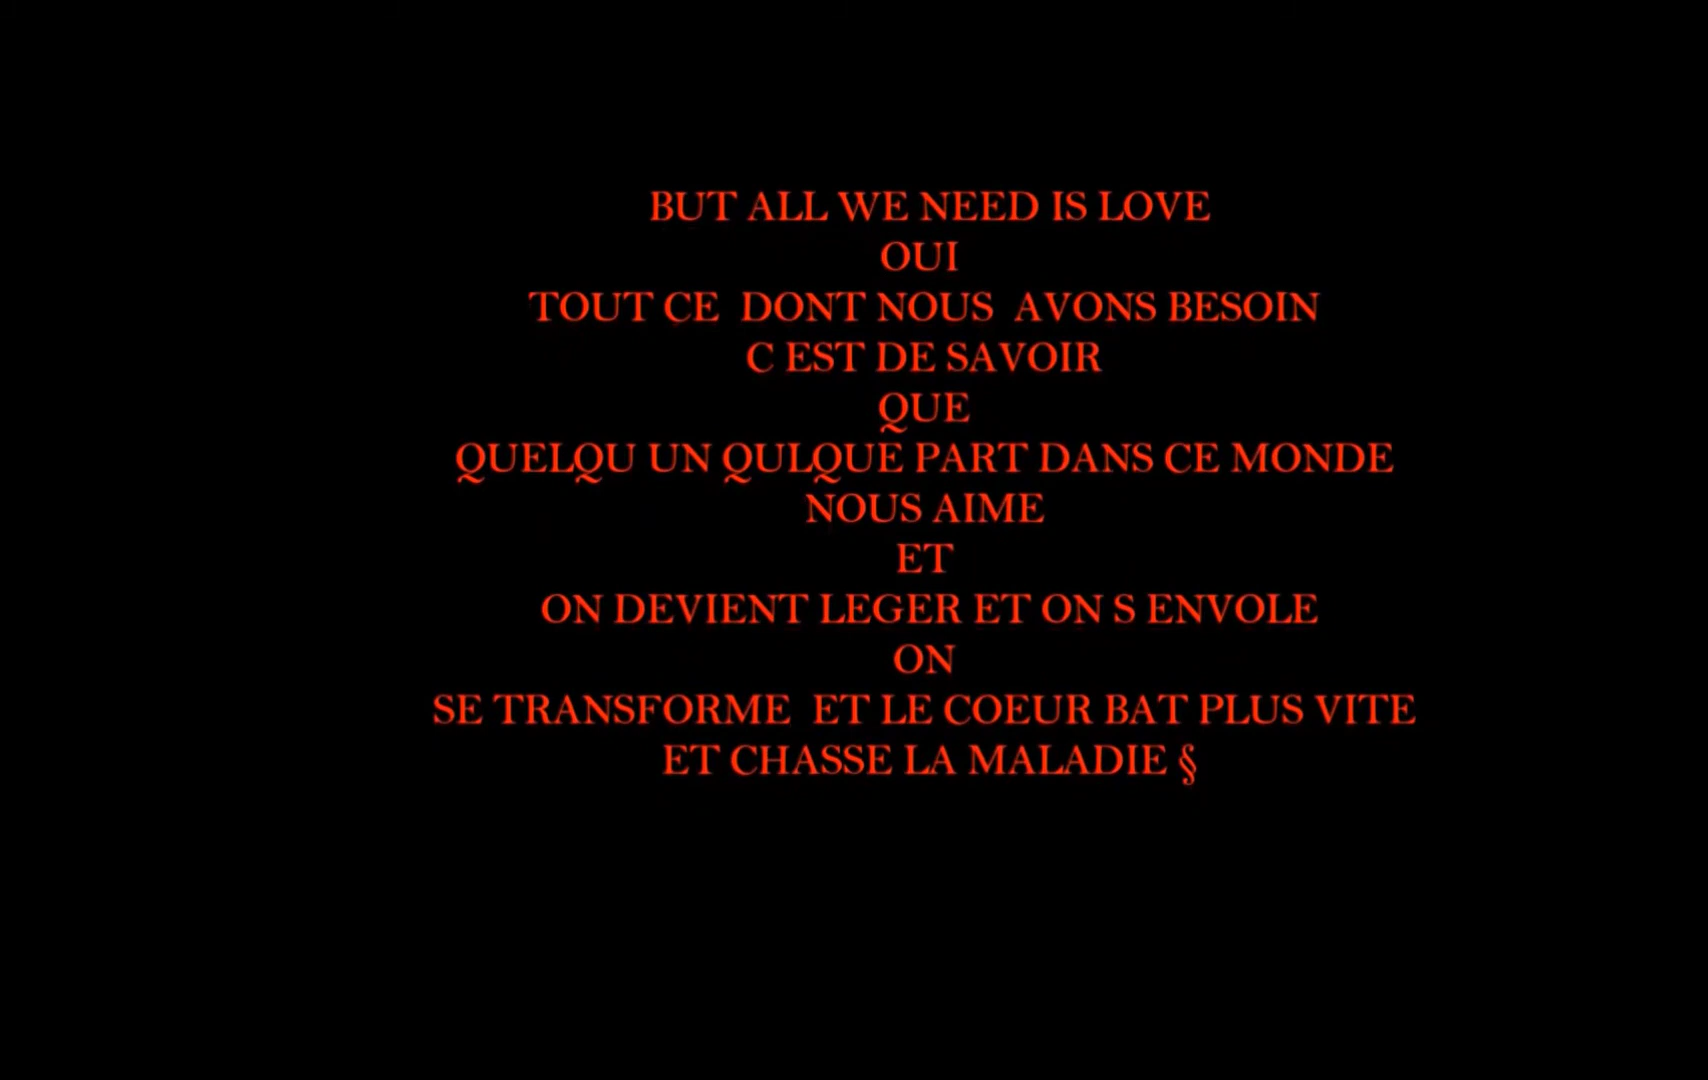 BUT ALL WE NEED IS LOVE
OUI
TOUT CE  DONT NOUS  AVONS BESOIN
C EST DE SAVOIR
QUE
QUELQU UN QULQUE PART DANS CE MONDE
NOUS AIME
ET
ON DEVIENT LEGER ET ON S ENVOLE
ON
SE TRANSFORME  ET LE COEUR BAT PLUS VITE
ET CHASSE LA MALADIE §